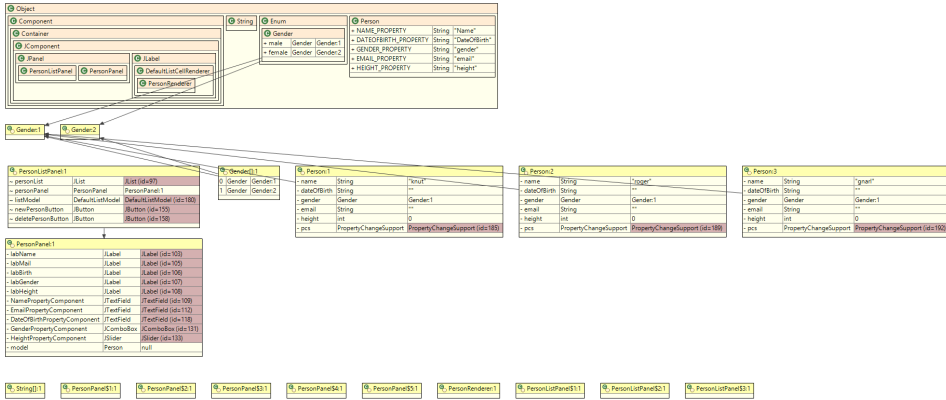 Object
Component
Container
JComponent
JPanel
PersonListPanel
PersonPanel
JLabel
DefaultListCellRenderer
PersonRenderer
String
Enum
Gender
+ male Gender Gender:1
+ female Gender Gender:2
Person
+ NAME_PROPERTY String "Name"
+ DATEOFBIRTH_PROPERTY String "DateOfBirth"
+ GENDER_PROPERTY String "gender"
+ EMAIL_PROPERTY String "email"
+ HEIGHT_PROPERTY String "height"
Gender:1
Gender:2
PersonListPanel:1
~ personList JList JList (id=97)
~ personPanel PersonPanel PersonPanel:1
~ listModel DefaultListModel DefaultListModel (id=180)
~ newPersonButton JButton JButton (id=155)
~ deletePersonButton JButton JButton (id=158)
Gender[]:1
0 Gender Gender:1
1 Gender Gender:2
Person:1
- name String "knut"
- dateOfBirth String ""
- gender Gender Gender:1
- email String ""
- height int 0
- pcs PropertyChangeSupport PropertyChangeSupport (id=185)
Person:2
- name String "roger"
- dateOfBirth String ""
- gender Gender Gender:1
- email String ""
- height int 0
- pcs PropertyChangeSupport PropertyChangeSupport (id=189)
Person:3
- name String "gnarl"
- dateOfBirth String ""
- gender Gender Gender:1
- email String ""
- height int 0
- pcs PropertyChangeSupport PropertyChangeSupport (id=192)
PersonPanel:1
- labName JLabel JLabel (id=103)
- labMail JLabel JLabel (id=105)
- labBirth JLabel JLabel (id=106)
- labGender JLabel JLabel (id=107)
- labHeight JLabel JLabel (id=108)
~ NamePropertyComponent JTextField JTextField (id=109)
~ EmailPropertyComponent JTextField JTextField (id=112)
~ DateOfBirthPropertyComponent JTextField JTextField (id=118)
~ GenderPropertyComponent JComboBox JComboBox (id=131)
~ HeightPropertyComponent JSlider JSlider (id=133)
~ model Person null
String[]:1
PersonPanel$1:1
PersonPanel$2:1
PersonPanel$3:1
PersonPanel$4:1
PersonPanel$5:1
PersonRenderer:1
PersonListPanel$1:1
PersonListPanel$2:1
PersonListPanel$3:1